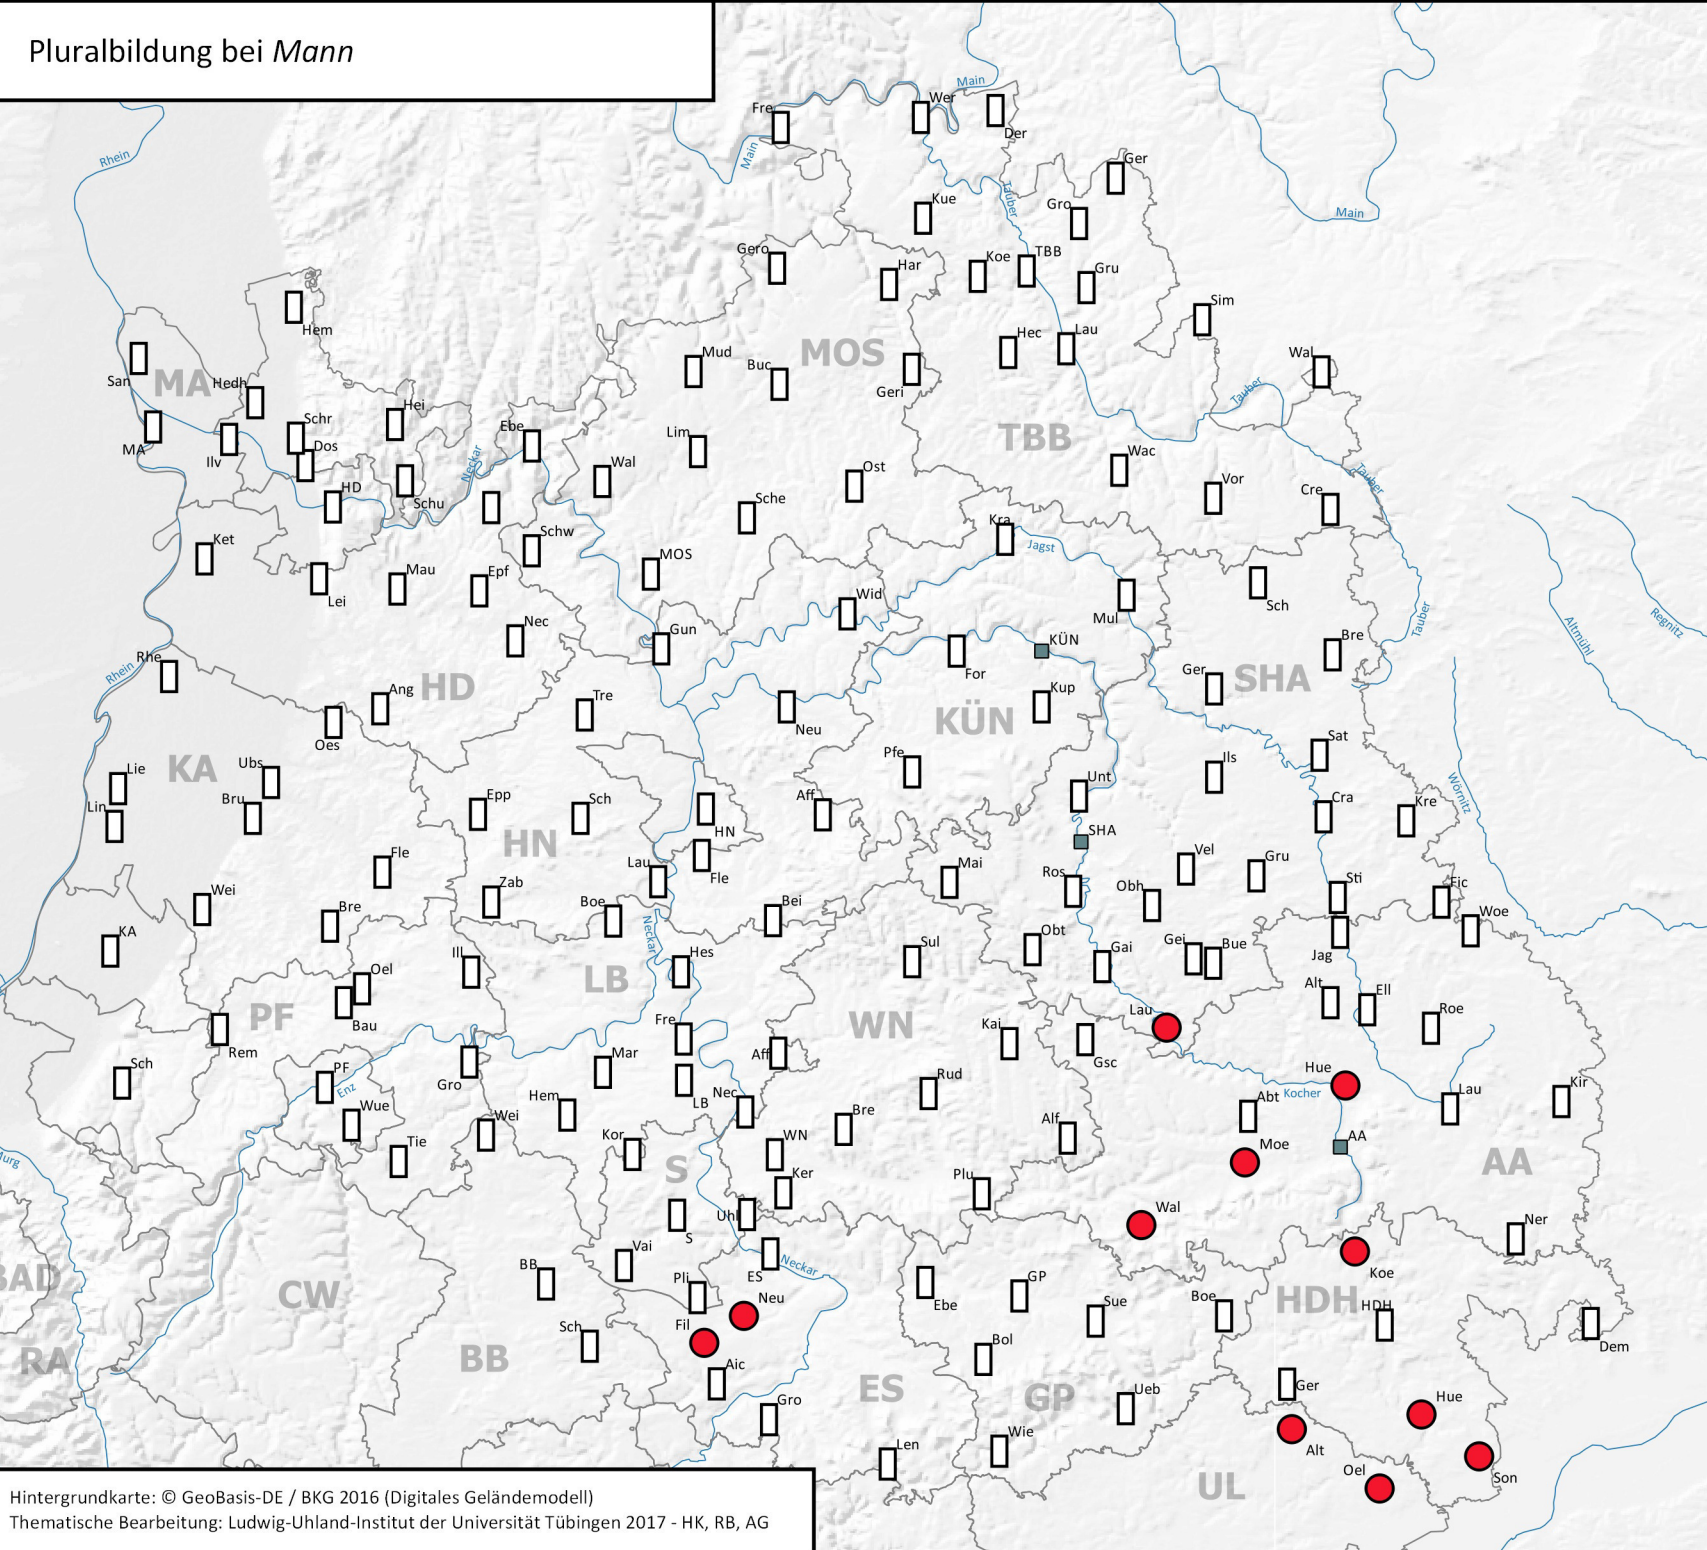 Pluralbildung bei Mann
Main
Fre
Wer
Der
Rhein
Main
Ger
Tauber
Kue
Gro
Main
Gero
Har
Koe
TBB
Gru
Hem
Sim
Hec
Lau
MOS
Mud
Buc
Geri
Wal
San
MA
Hedh
Tauber
Hei
Schr
Ebe
TBB
MA
Ilv
Dos
Lim
Neckar
Wal
Ost
Wac
Tauber
HD
Schu
Sche
Vor
Cre
Kra
Ket
Schw
Jagst
MOS
Lei
Mau
Epf
Wid
Mul
Sch
Tauber
Altmühl
Regnitz
Nec
Gun
KÜN
Bre
Rhein
Rhe
For
Ger
SHA
Ang
HD
Tre
Kup
Oes
Neu
KÜN
Sat
KA
Lie
Ubs
Pfe
Ils
Unt
Wörnitz
Lin
Bru
Epp
Sch
Aff
Cra
Kre
HN
HN
SHA
Fle
Lau
Fle
Mai
Ros
Vel
Gru
Wei
Zab
Boe
Bei
Obh
Sti
Fic
Bre
Woe
KA
Neckar
Ill
Hes
Sul
Obt
Gai
Gei
Bue
Jag
Oel
LB
Alt
Ell
Roe
PF
Bau
Fre
WN
Kai
Lau
Rem
Aff
Gsc
Sch
PF
Enz
Gro
Mar
Rud
Hue
Kocher
Wue
Hem
LB
Nec
Abt
Lau
Kir
Wei
Bre
Alf
Tie
Kor
WN
AA
Moe
AA
Murg
S
Ker
Plu
Uhl
S
Wal
Ner
BAD
Vai
ES
Neckar
Koe
CW
BB
Pli
Neu
Ebe
GP
Sue
Boe
HDH
HDH
Fil
Sch
Bol
Dem
RA
BB
Aic
ES
GP
Ueb
Ger
Hue
Gro
Wie
Alt
Len
Oel
Son
UL
Hintergrundkarte: © GeoBasis-DE / BKG 2016 (Digitales Geländemodell)
Thematische Bearbeitung: Ludwig-Uhland-Institut der Universität Tübingen 2017 - HK, RB, AG